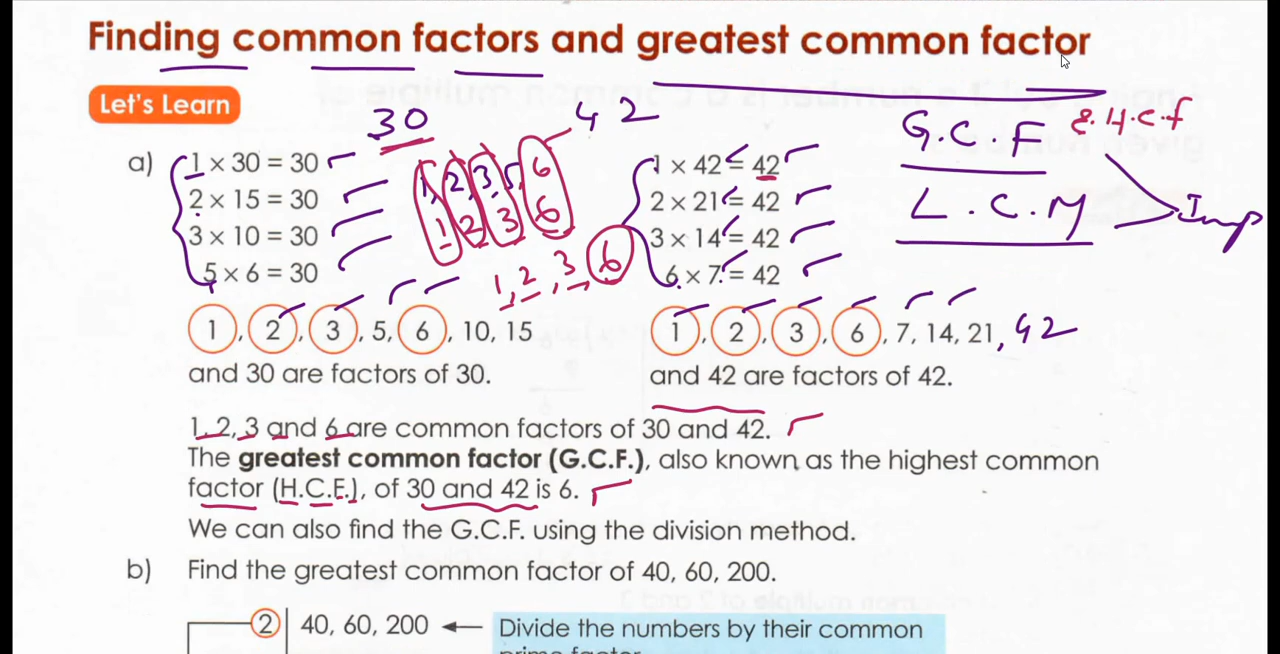 Finding common factors and greatest common factor
Let's Learn
30
42
G.C.F
&.H.C.f
L.C.M
Imp
a) 1 × 30 = 30
2 × 15 = 30
3 × 10 = 30
5 × 6 = 30
1, 2, 3, 5, 6
1 2 3 6
1, 2, 3, 6
1 × 42 = 42
2 × 21 = 42
3 × 14 = 42
6 × 7 = 42
1, 2, 3, 5, 6, 10, 15
and 30 are factors of 30.
1, 2, 3, 6, 7, 14, 21, 42
and 42 are factors of 42.
1, 2, 3 and 6 are common factors of 30 and 42.
The greatest common factor (G.C.F.), also known as the highest common
factor (H.C.F.), of 30 and 42 is 6.
We can also find the G.C.F. using the division method.
b) Find the greatest common factor of 40, 60, 200.
2 40, 60, 200
Divide the numbers by their common